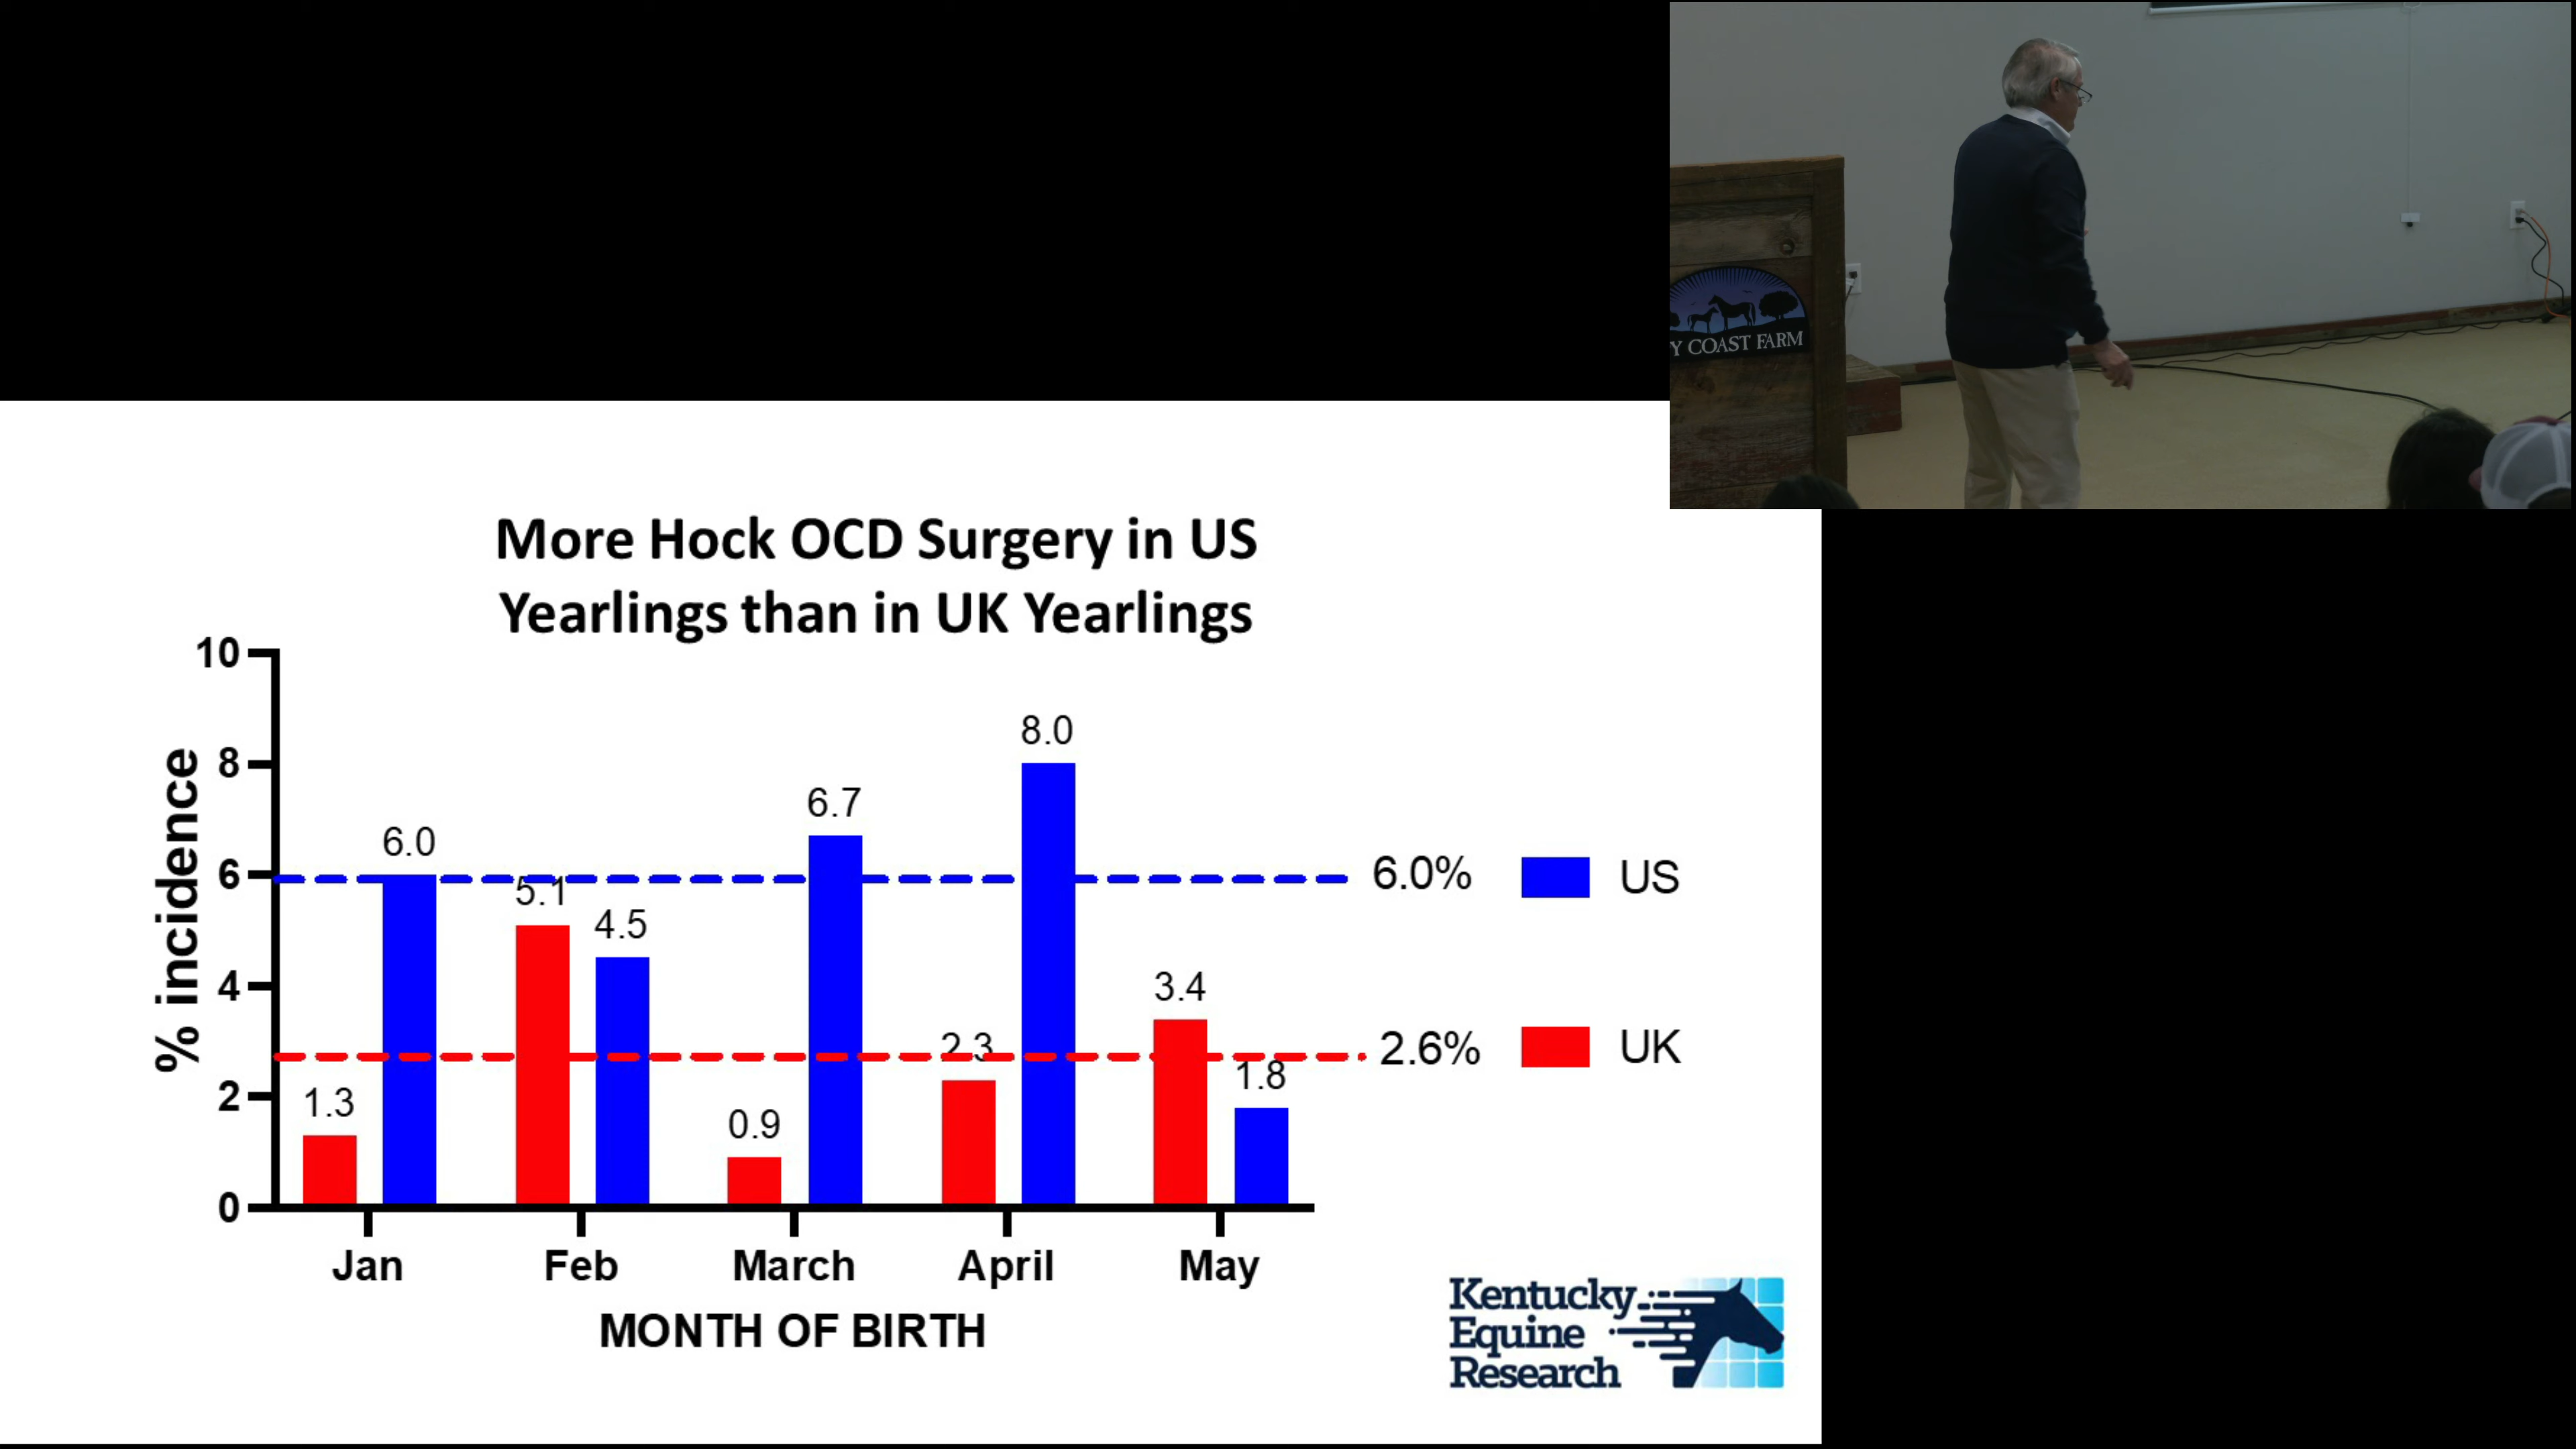 Y COAST FARM
More Hock OCD Surgery in US
Yearlings than in UK Yearlings
% incidence
10
8
6
4
2
0
1.3
6.0
5.1
4.5
0.9
6.7
2.3
8.0
3.4
1.8
6.0%
US
2.6%
UK
Jan
Feb
March
April
May
MONTH OF BIRTH
Kentucky
Equine
Research